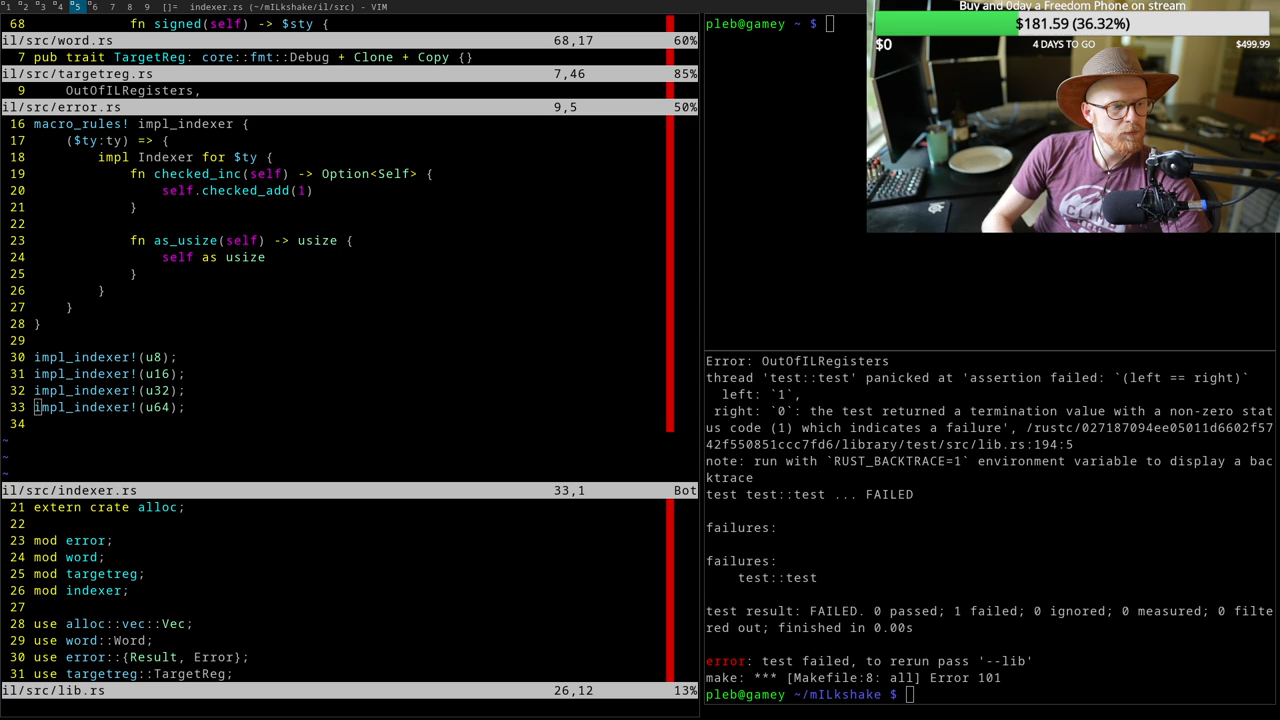 1 2 3 4 5 6 7 8 9 []= indexer.rs (~/mILkshake/il/src) - VIM
68 fn signed(self) -> $sty {
il/src/word.rs 68,17 60%
7 pub trait TargetReg: core::fmt::Debug + Clone + Copy {}
il/src/targetreg.rs 7,46 85%
9 OutOfILRegisters,
il/src/error.rs 9,5 50%
16 macro_rules! impl_indexer {
17 ($ty:ty) => {
18 impl Indexer for $ty {
19 fn checked_inc(self) -> Option<Self> {
20 self.checked_add(1)
21 }
22
23 fn as_usize(self) -> usize {
24 self as usize
25 }
26 }
27 }
28 }
29
30 impl_indexer!(u8);
31 impl_indexer!(u16);
32 impl_indexer!(u32);
33 impl_indexer!(u64);
34
~
~
~
il/src/indexer.rs 33,1 Bot
21 extern crate alloc;
22
23 mod error;
24 mod word;
25 mod targetreg;
26 mod indexer;
27
28 use alloc::vec::Vec;
29 use word::Word;
30 use error::{Result, Error};
31 use targetreg::TargetReg;
il/src/lib.rs 26,12 13%
pleb@gamey ~ $
Buy and 0day a Freedom Phone on stream
$181.59 (36.32%)
$0 4 DAYS TO GO $499.99
Error: OutOfILRegisters
thread 'test::test' panicked at 'assertion failed: `(left == right)`
left: `1`,
right: `0`: the test returned a termination value with a non-zero stat
us code (1) which indicates a failure', /rustc/027187094ee05011d6602f57
42f550851ccc7fd6/library/test/src/lib.rs:194:5
note: run with `RUST_BACKTRACE=1` environment variable to display a bac
ktrace
test test::test ... FAILED
failures:
failures:
test::test
test result: FAILED. 0 passed; 1 failed; 0 ignored; 0 measured; 0 filte
red out; finished in 0.00s
error: test failed, to rerun pass '--lib'
make: *** [Makefile:8: all] Error 101
pleb@gamey ~/mILkshake $